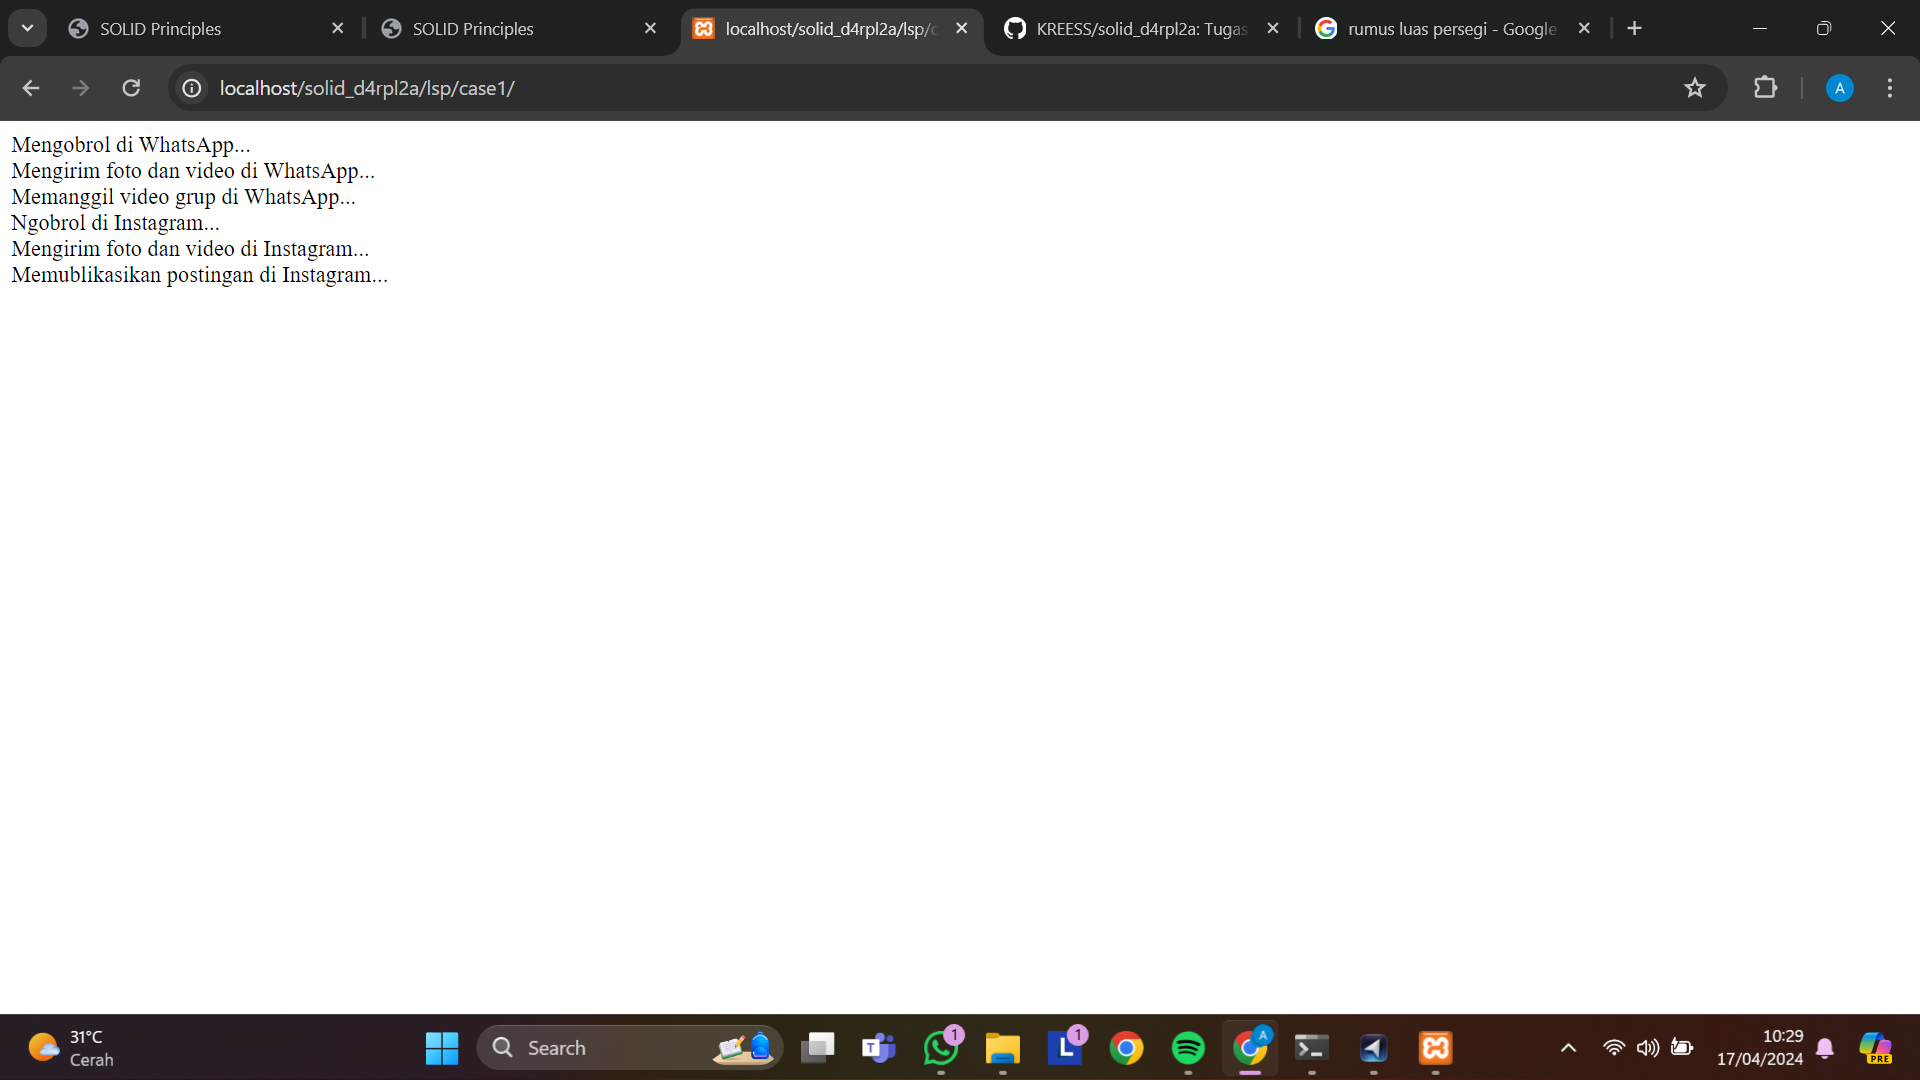 SOLID Principles
SOLID Principles
localhost/solid_d4rpl2a/lsp/c
KREESS/solid_d4rpl2a: Tugas
rumus luas persegi - Google
localhost/solid_d4rpl2a/lsp/case1/
A
Mengobrol di WhatsApp...
Mengirim foto dan video di WhatsApp...
Memanggil video grup di WhatsApp...
Ngobrol di Instagram...
Mengirim foto dan video di Instagram...
Memublikasikan postingan di Instagram...
31°C
Cerah
Search
T
1
L
1
A
10:29
17/04/2024
PRE